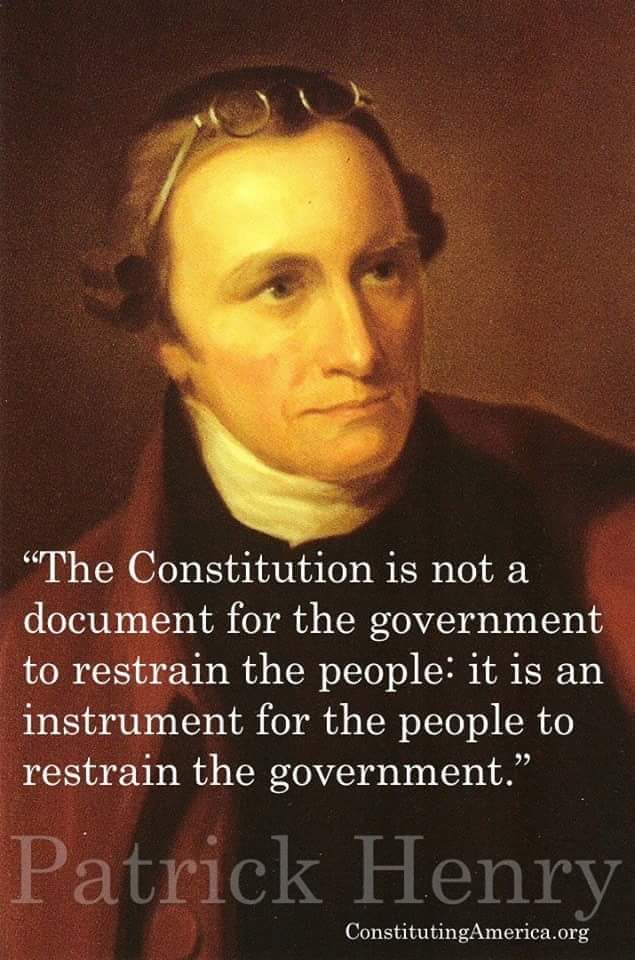 “The Constitution is not a
document for the government
to restrain the people: it is an
instrument for the people to
restrain the government.”
Patrick Henry
ConstitutingAmerica.org